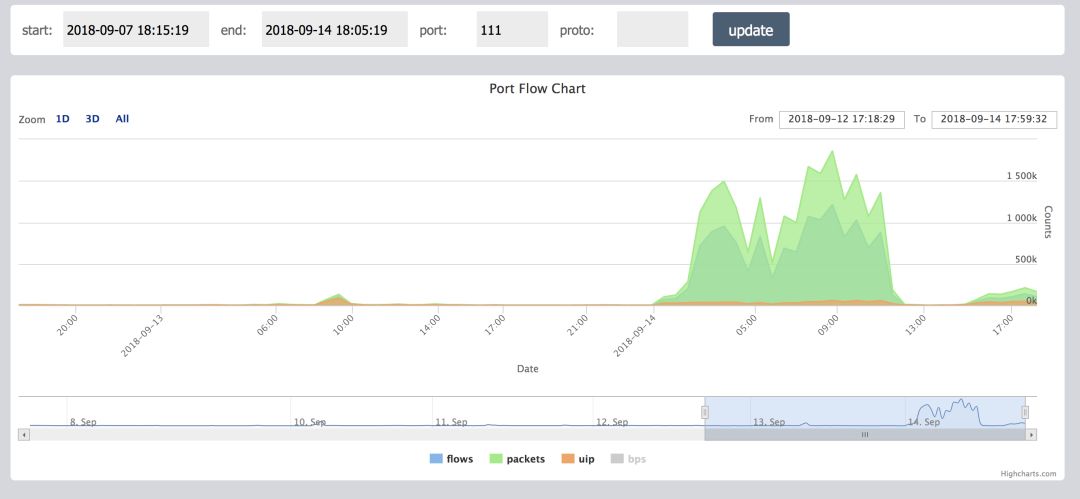 start: 2018-09-07 18:15:19 end: 2018-09-14 18:05:19 port: 111 proto: update
Port Flow Chart
Zoom 1D 3D All From 2018-09-12 17:18:29 To 2018-09-14 17:59:32
1 500k
1 000k
500k
0k
Counts
20:00 2018-09-13 06:00 10:00 14:00 17:00 21:00 2018-09-14 05:00 09:00 13:00 17:00
Date
8. Sep 10. Sep 11. Sep 12. Sep 13. Sep 14. Sep
flows packets uip bps
Highcharts.com